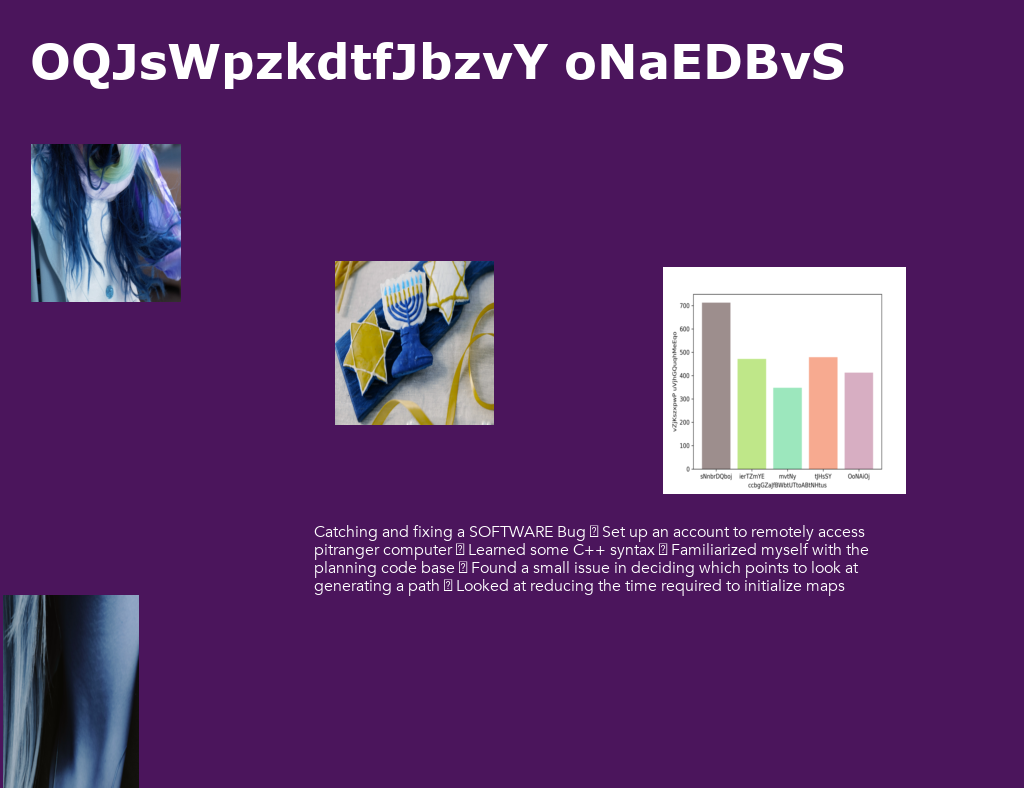 OQJsWpzkdtfJbzvY oNaEDBvS
700
600
500
400
300
200
100
0
sNnbrDQboj ierTZmYE mvtNy tJHsSY OoNAiOj
Catching and fixing a SOFTWARE Bug Set up an account to remotely access
pitranger computer Learned some C++ syntax Familiarized myself with the
planning code base Found a small issue in deciding which points to look at
generating a path Looked at reducing the time required to initialize maps